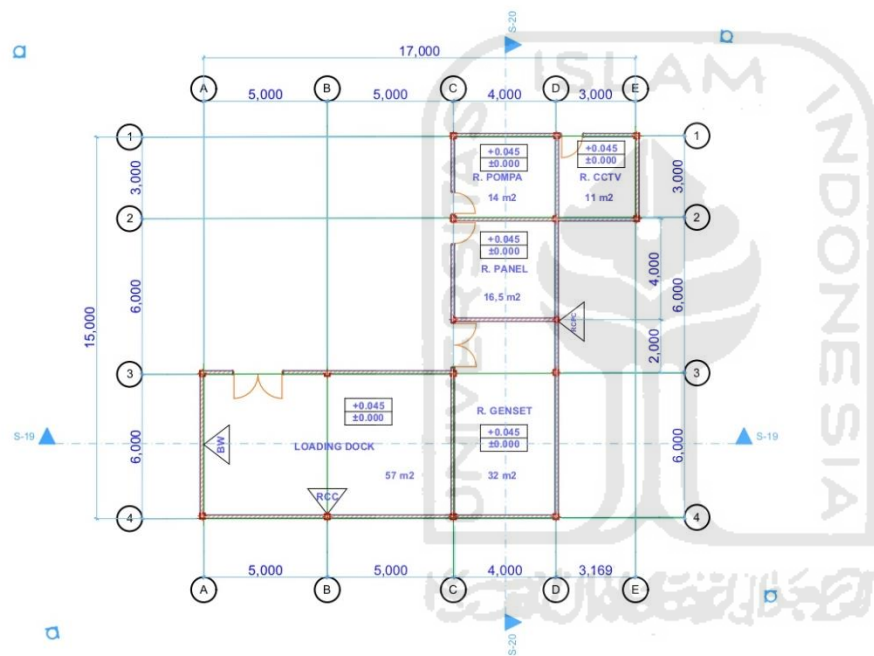 S-20
17,000
A B C D E
5,000 5,000 4,000 3,000
1 1
3,000 3,000
+0.045
±0.000
R. POMPA
14 m2
+0.045
±0.000
R. CCTV
11 m2
2 2
+0.045
±0.000
R. PANEL
16,5 m2
6,000 4,000 6,000
15,000
2,000
3 3
+0.045
±0.000
LOADING DOCK
57 m2
R. GENSET
+0.045
±0.000
32 m2
S-19 S-19
BW
RCC
6,000 6,000
4 4
5,000 5,000 4,000 3,169
A B C D E
S-20
UNIVERSITAS
ISLAM
INDONESIA